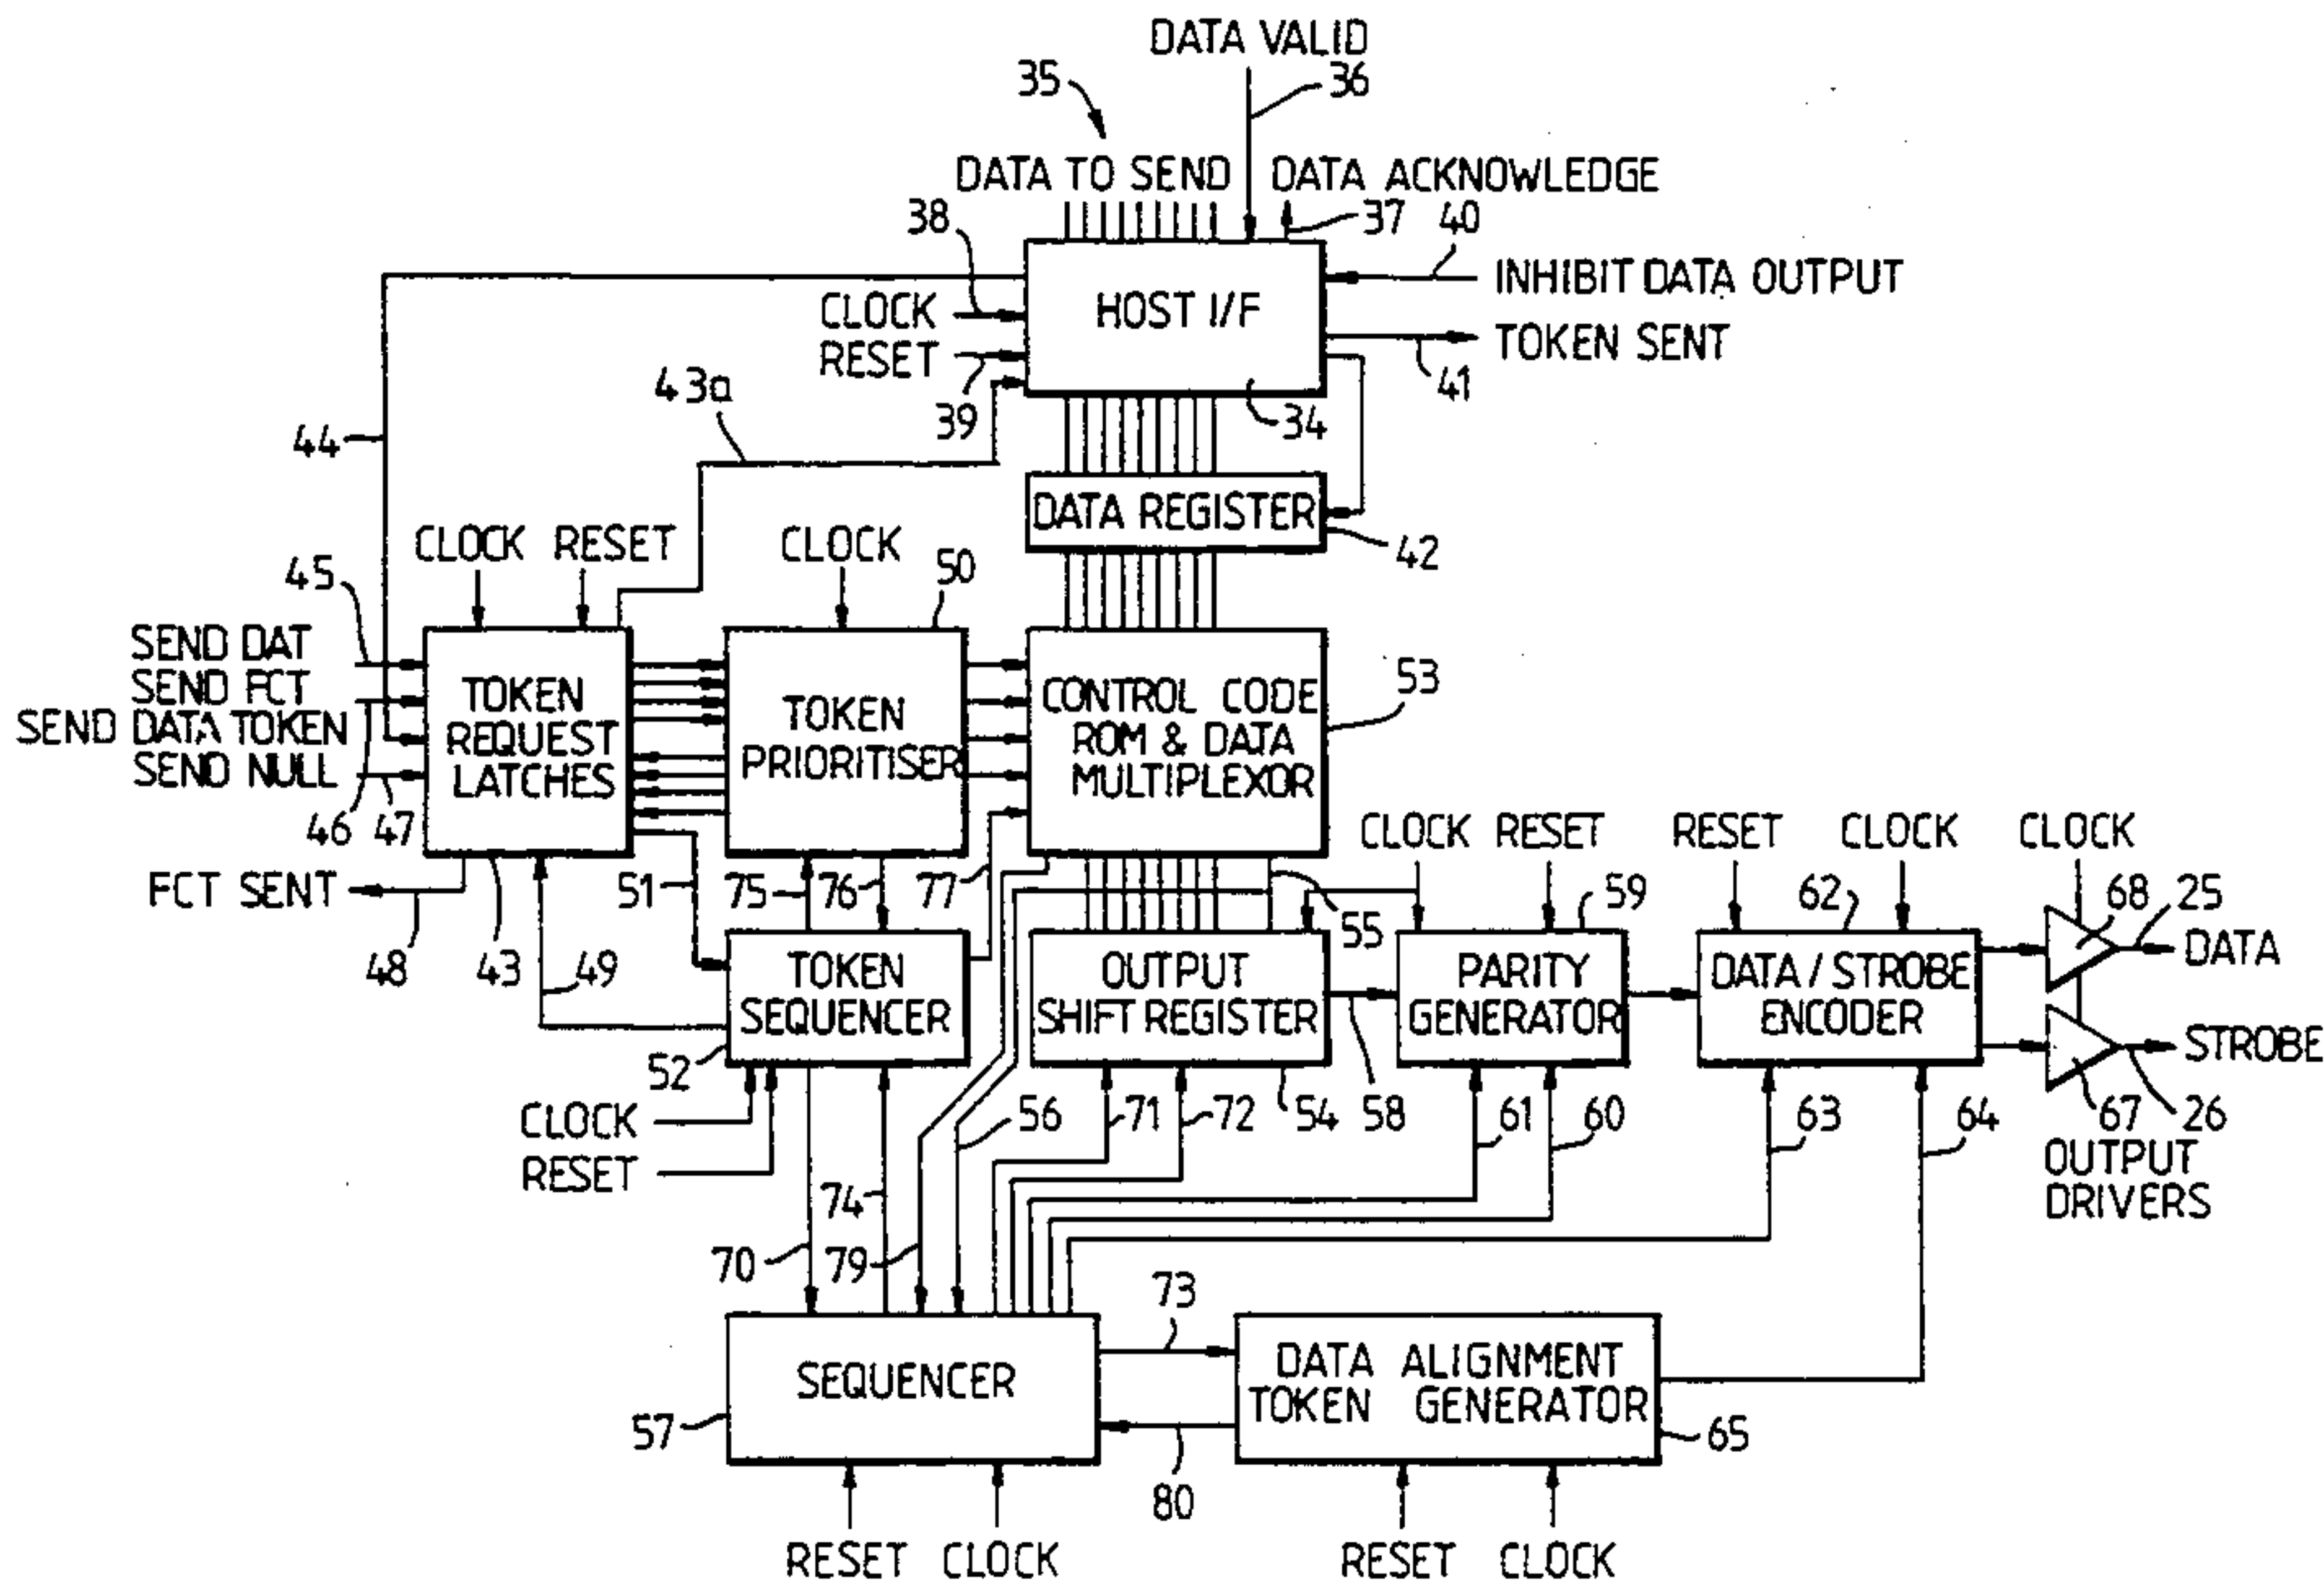 DATA VALID
35
36
DATA TO SEND
DATA ACKNOWLEDGE
38
37
40
INHIBIT DATA OUTPUT
CLOCK
HOST I/F
RESET
TOKEN SENT
43a
39
34
41
44
DATA REGISTER
CLOCK
RESET
CLOCK
50
42
45
SEND DAT
SEND FCT
SEND DATA TOKEN
SEND NULL
TOKEN
REQUEST
LATCHES
TOKEN
PRIORITISER
CONTROL CODE
ROM & DATA
MULTIPLEXOR
53
46
47
CLOCK
RESET
RESET
CLOCK
CLOCK
FCT SENT
51
75
76
77
55
59
62
68
25
48
43
49
TOKEN
SEQUENCER
OUTPUT
SHIFT REGISTER
PARITY
GENERATOR
DATA / STROBE
ENCODER
DATA
STROBE
52
CLOCK
RESET
56
71
72
54
58
61
60
63
64
67
26
OUTPUT
DRIVERS
74
70
79
73
SEQUENCER
DATA ALIGNMENT
TOKEN GENERATOR
57
65
80
RESET
CLOCK
RESET
CLOCK